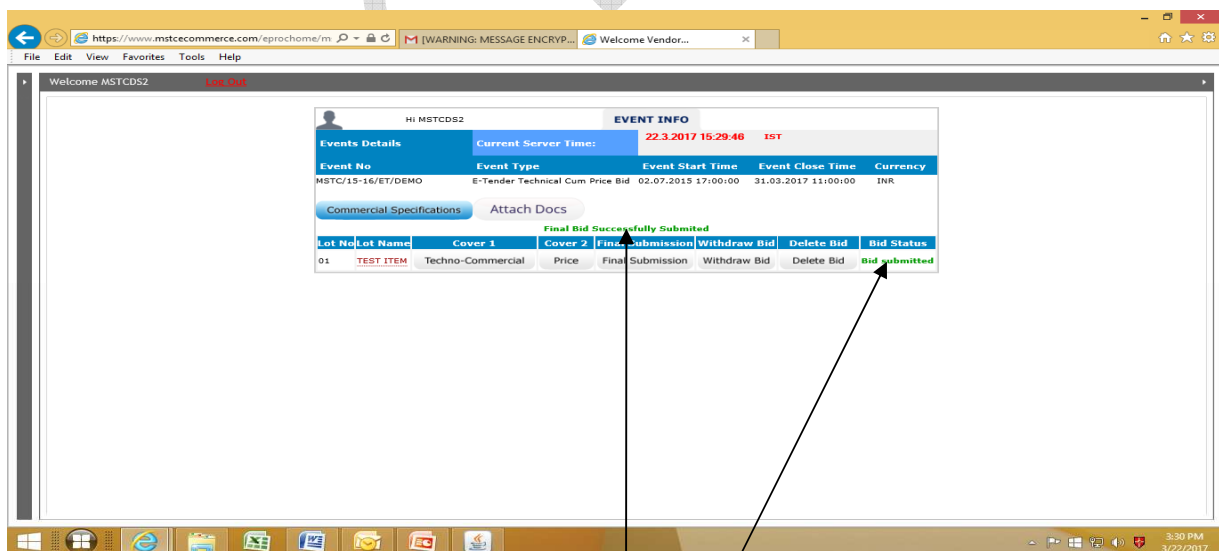 https://www.mstcecommerce.com/eprochome/m
[WARNING: MESSAGE ENCRYP...
Welcome Vendor...
File Edit View Favorites Tools Help
Welcome MSTCDS2 Log Out
Hi MSTCDS2 EVENT INFO
Events Details Current Server Time: 22.3.2017 15:29:46 IST
Event No Event Type Event Start Time Event Close Time Currency
MSTC/15-16/ET/DEMO E-Tender Technical Cum Price Bid 02.07.2015 17:00:00 31.03.2017 11:00:00 INR
Commercial Specifications Attach Docs
Final Bid Successfully Submited
Lot No Lot Name Cover 1 Cover 2 Final Submission Withdraw Bid Delete Bid Bid Status
01 TEST ITEM Techno-Commercial Price Final Submission Withdraw Bid Delete Bid Bid submitted
3:30 PM
3/22/2017